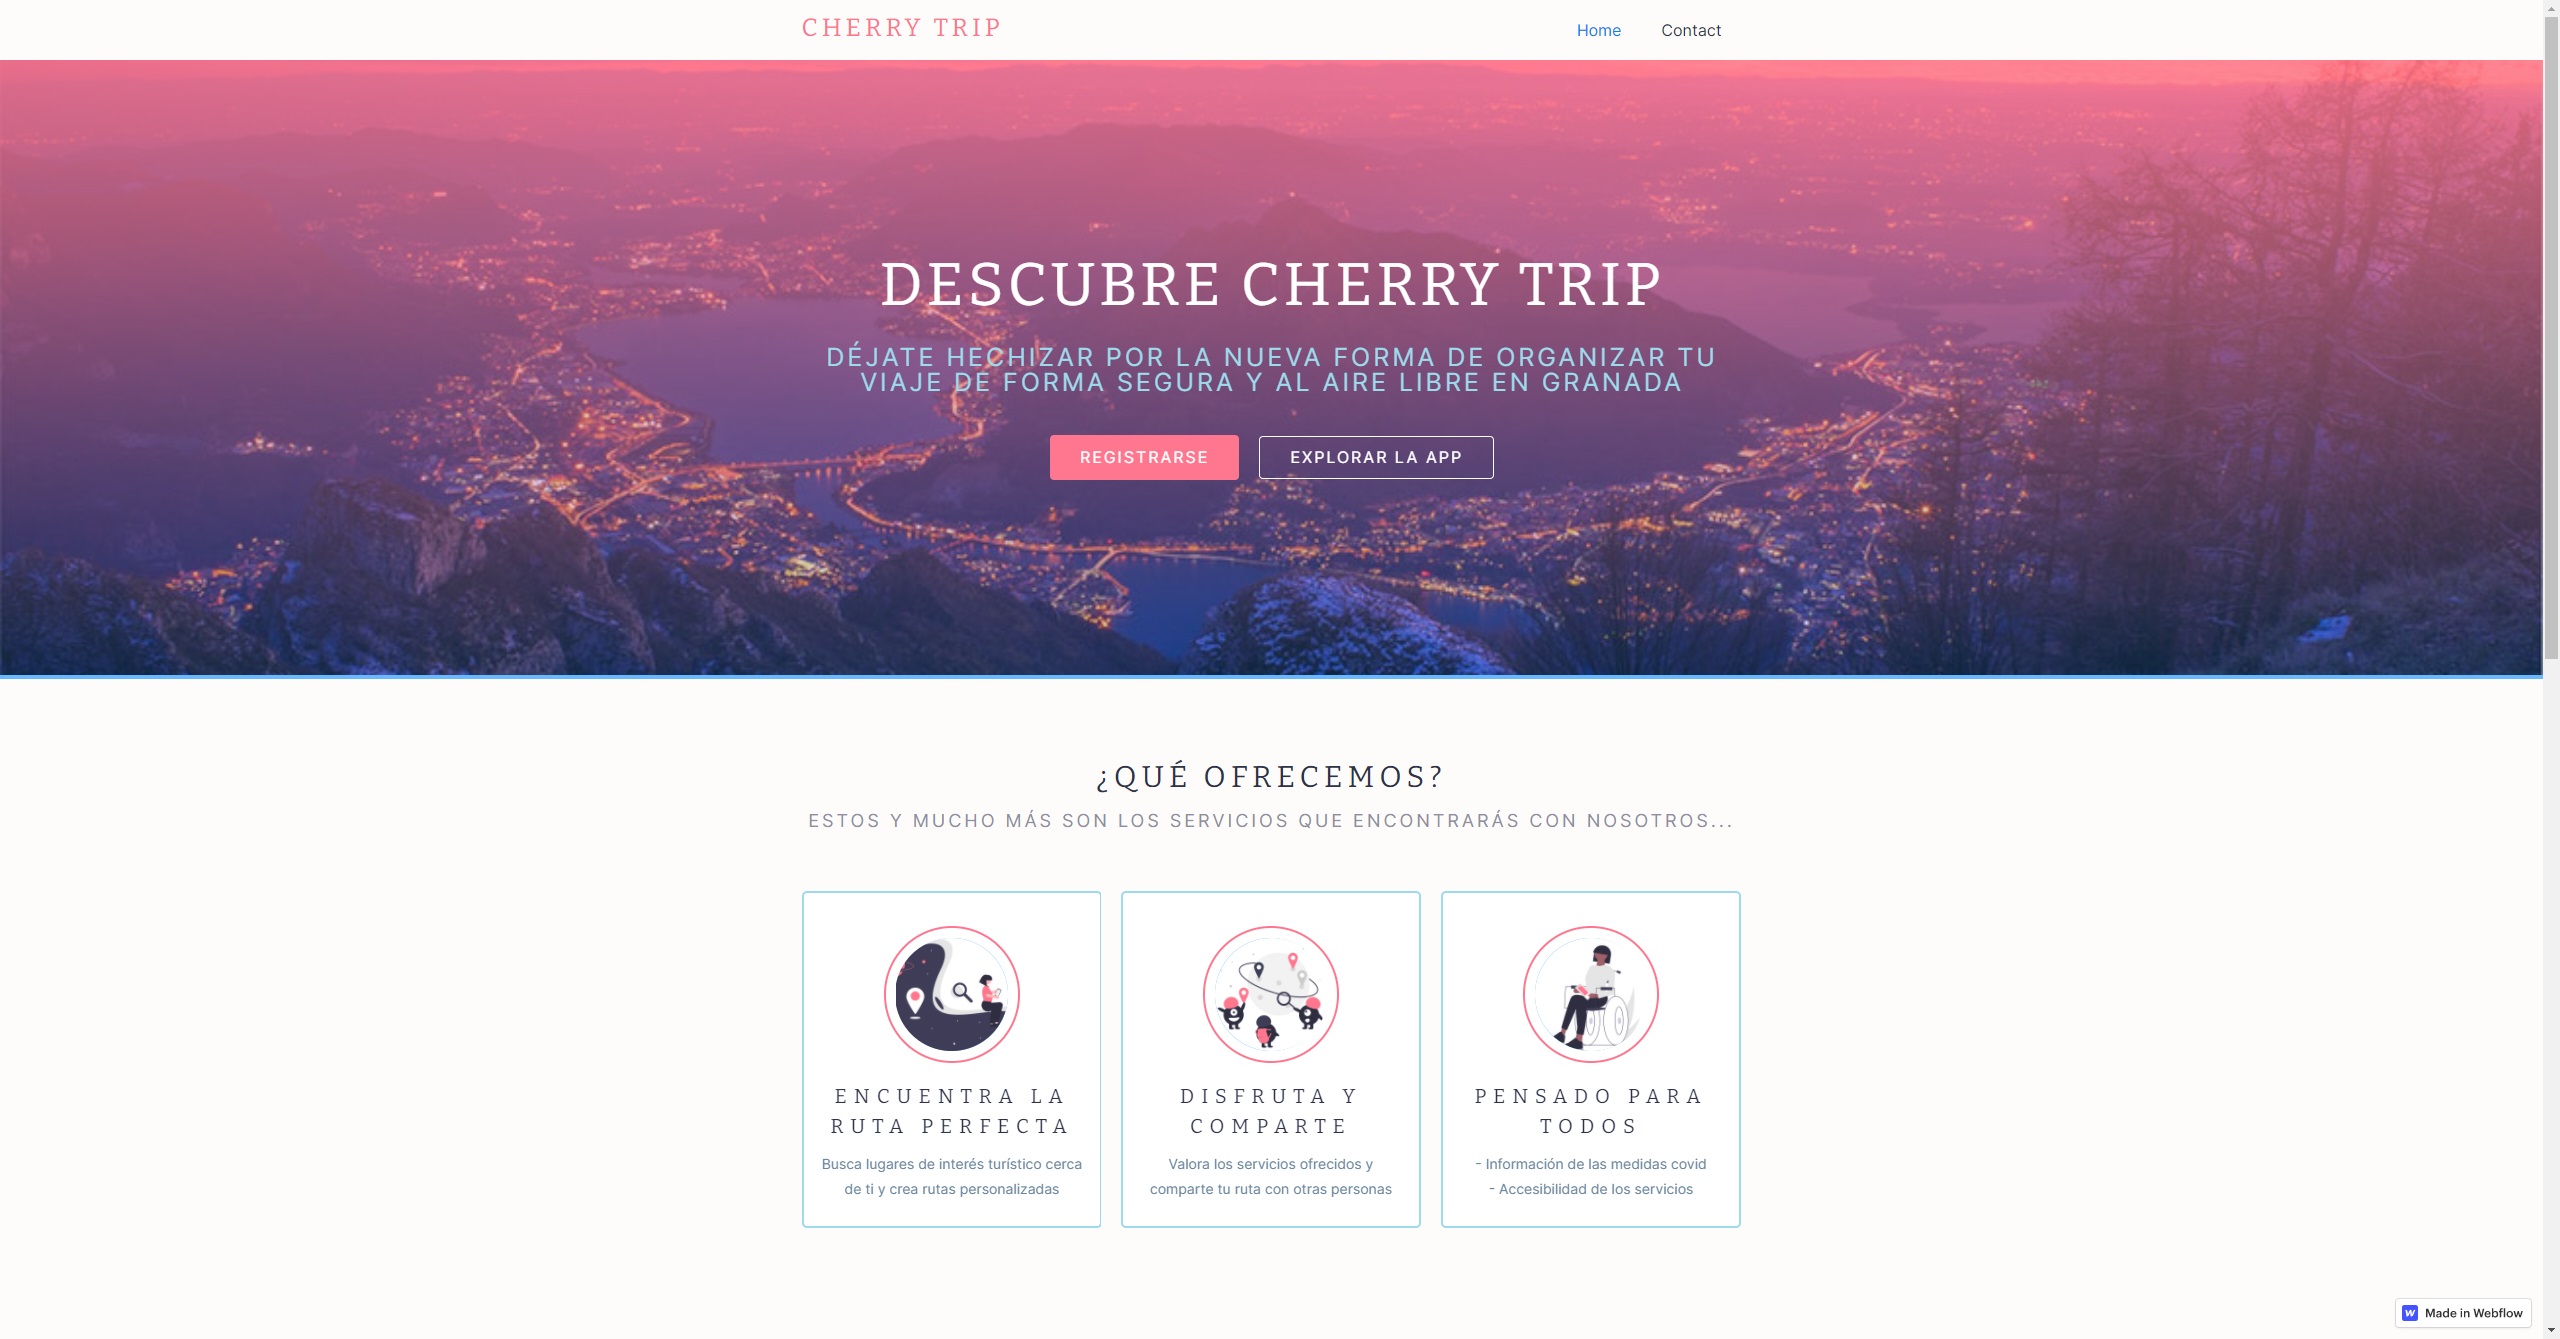 CHERRY TRIP
Home
Contact
DESCUBRE CHERRY TRIP
DÉJATE HECHIZAR POR LA NUEVA FORMA DE ORGANIZAR TU
VIAJE DE FORMA SEGURA Y AL AIRE LIBRE EN GRANADA
REGISTRARSE
EXPLORAR LA APP
¿QUÉ OFRECEMOS?
ESTOS Y MUCHO MÁS SON LOS SERVICIOS QUE ENCONTRARÁS CON NOSOTROS...
ENCUENTRA LA
RUTA PERFECTA
Busca lugares de interés turístico cerca
de ti y crea rutas personalizadas
DISFRUTA Y
COMPARTE
Valora los servicios ofrecidos y
comparte tu ruta con otras personas
PENSADO PARA
TODOS
- Información de las medidas covid
- Accesibilidad de los servicios
Made in Webflow